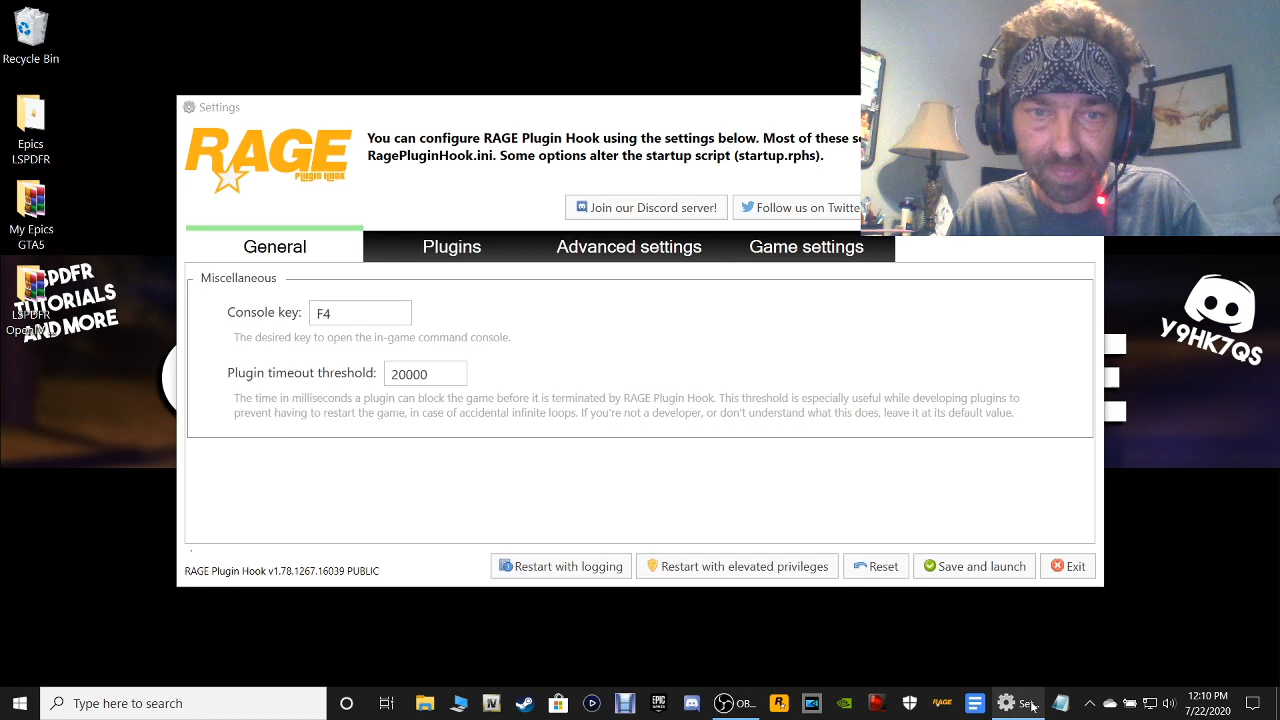 Recycle Bin
Epics
LSPDFR
My Epics
GTA5
LSPDFR
LSPDFR
TUTORIALS
AND MORE
Settings
RAGE
PLUGIN HOOK
You can configure RAGE Plugin Hook using the settings below. Most of these
RagePluginHook.ini. Some options alter the startup script (startup.rphs).
Join our Discord server!
Follow us on Twitte
General
Plugins
Advanced settings
Game settings
Miscellaneous
Console key:
F4
The desired key to open the in-game command console.
Plugin timeout threshold:
20000
The time in milliseconds a plugin can block the game before it is terminated by RAGE Plugin Hook. This threshold is especially useful while developing plugins to
prevent having to restart the game, in case of accidental infinite loops. If you're not a developer, or don't understand what this does, leave it at its default value.
Y9HK7QS
RAGE Plugin Hook v1.78.1267.16039 PUBLIC
Restart with logging
Restart with elevated privileges
Reset
Save and launch
Exit
Type here to search
EPIC
GAMES
OB...
RAGE
12:10 PM
7/22/2020